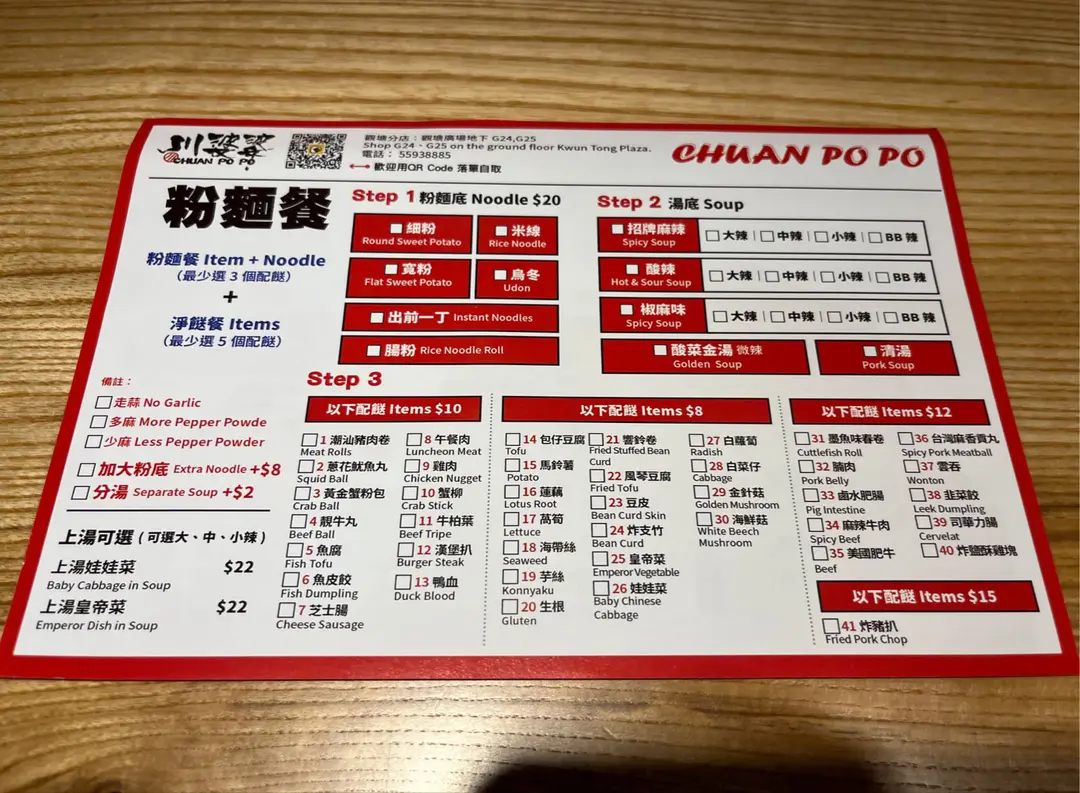 川婆婆
CHUAN PO PO
觀塘分店：觀塘廣場地下 G24,G25
Shop G24、G25 on the ground floor Kwun Tong Plaza.
電話： 55938885
歡迎用QR Code 落單自取
CHUAN PO PO
粉麵餐
粉麵餐 Item + Noodle
（最少選 3 個配餸）
+
淨餸餐 Items
（最少選 5 個配餸）
Step 1 粉麵底 Noodle $20
細粉
Round Sweet Potato
米線
Rice Noodle
寬粉
Flat Sweet Potato
烏冬
Udon
出前一丁 Instant Noodles
腸粉 Rice Noodle Roll
Step 2 湯底 Soup
招牌麻辣
Spicy Soup
大辣 | 中辣 | 小辣 | BB 辣
酸辣
Hot & Sour Soup
大辣 | 中辣 | 小辣 | BB 辣
椒麻味
Spicy Soup
大辣 | 中辣 | 小辣 | BB 辣
酸菜金湯 微辣
Golden Soup
清湯
Pork Soup
備註：
走蒜 No Garlic
多麻 More Pepper Powde
少麻 Less Pepper Powder
加大粉底 Extra Noodle +$8
分湯 Separate Soup +$2
上湯可選 ( 可選大、中、小辣 )
上湯娃娃菜 $22
Baby Cabbage in Soup
上湯皇帝菜 $22
Emperor Dish in Soup
Step 3
以下配餸 Items $10
1 潮汕豬肉卷
Meat Rolls
2 蔥花魷魚丸
Squid Ball
3 黃金蟹粉包
Crab Ball
4 靚牛丸
Beef Ball
5 魚腐
Fish Tofu
6 魚皮餃
Fish Dumpling
7 芝士腸
Cheese Sausage
8 午餐肉
Luncheon Meat
9 雞肉
Chicken Nugget
10 蟹柳
Crab Stick
11 牛柏葉
Beef Tripe
12 漢堡扒
Burger Steak
13 鴨血
Duck Blood
以下配餸 Items $8
14 包仔豆腐
Tofu
15 馬鈴薯
Potato
16 蓮藕
Lotus Root
17 萵筍
Lettuce
18 海帶絲
Seaweed
19 芋絲
Konnyaku
20 生根
Gluten
21 響鈴卷
Fried Stuffed Bean
Curd
22 風琴豆腐
Fried Tofu
23 豆皮
Bean Curd Skin
24 炸支竹
Bean Curd
25 皇帝菜
Emperor Vegetable
26 娃娃菜
Baby Chinese
Cabbage
27 白蘿蔔
Radish
28 白菜仔
Cabbage
29 金針菇
Golden Mushroom
30 海鮮菇
White Beech
Mushroom
以下配餸 Items $12
31 墨魚味春卷
Cuttlefish Roll
32 腩肉
Pork Belly
33 鹵水肥腸
Pig Intestine
34 麻辣牛肉
Spicy Beef
35 美國肥牛
Beef
36 台灣麻香貢丸
Spicy Pork Meatball
37 雲吞
Wonton
38 韭菜餃
Leek Dumpling
39 司華力腸
Cervelat
40 炸鹽酥雞塊
以下配餸 Items $15
41 炸豬扒
Fried Pork Chop